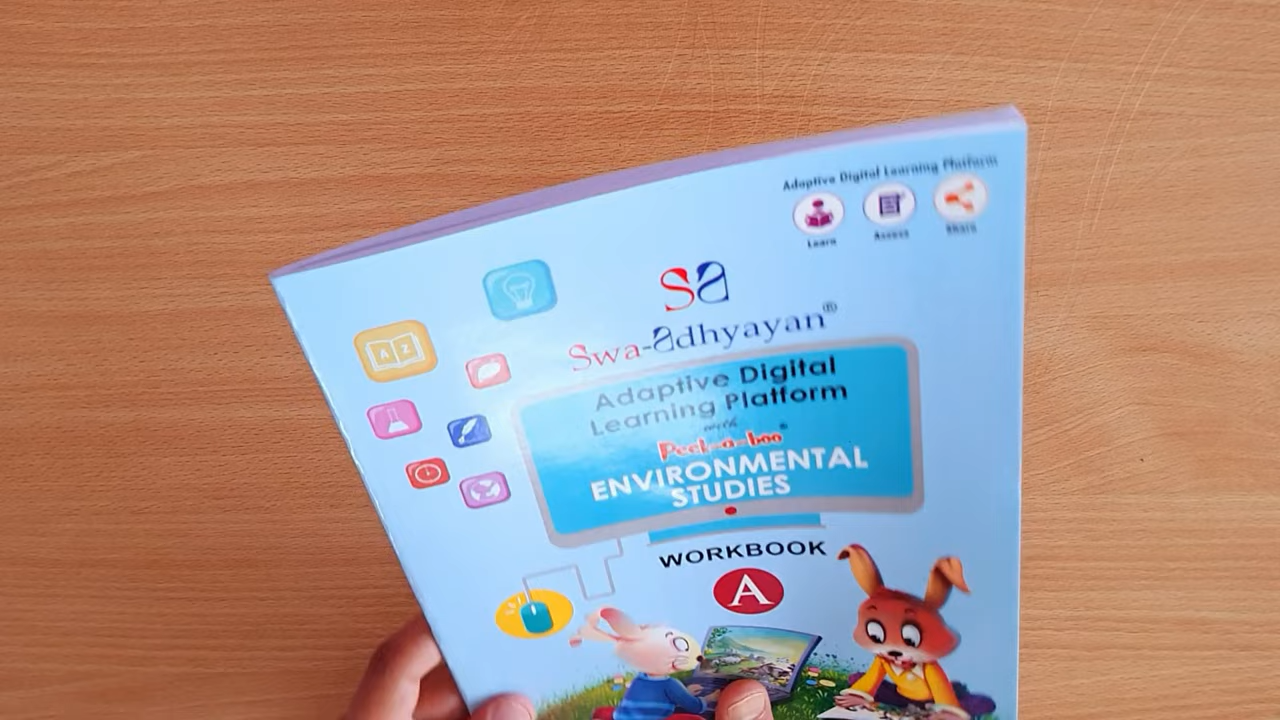 Adaptive Digital Learning Platform
Learn Assess Share
sa
Swa-adhyayan®
A Z
Adaptive Digital
Learning Platform
with
Peek-a-boo®
ENVIRONMENTAL
STUDIES
WORKBOOK
A